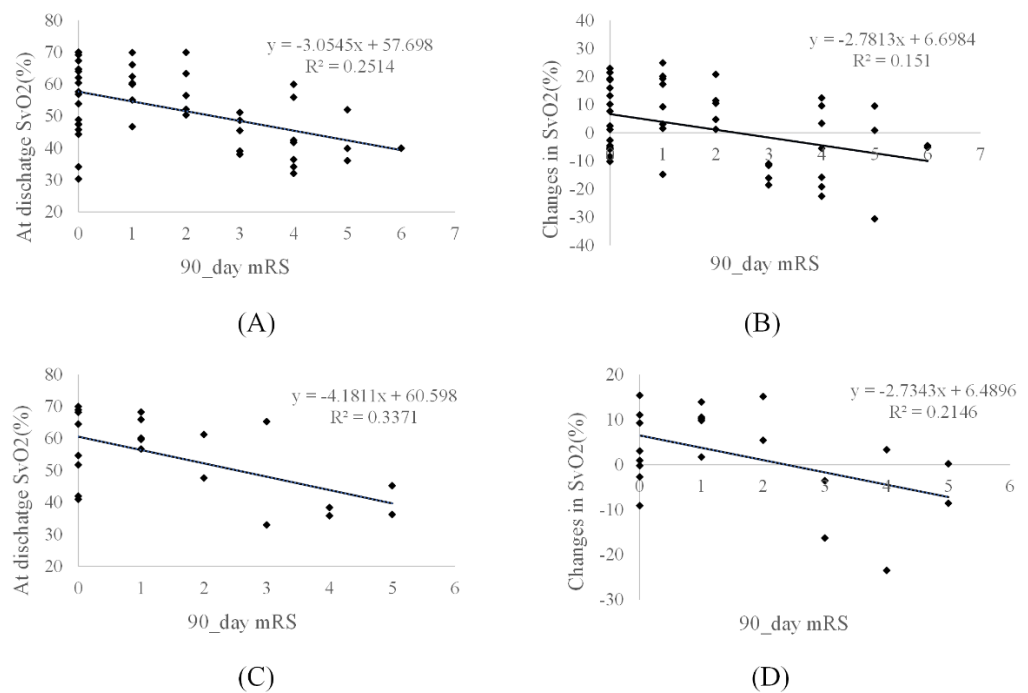 At dischatge SvO2(%)
80
70
60
50
40
30
20
y = -3.0545x + 57.698
R² = 0.2514
0 1 2 3 4 5 6 7
90_day mRS
(A)
Changes in SvO2(%)
40
30
20
10
0
-10
-20
-30
-40
y = -2.7813x + 6.6984
R² = 0.151
0 1 2 3 4 5 6 7
90_day mRS
(B)
At dischatge SvO2(%)
80
70
60
50
40
30
20
y = -4.1811x + 60.598
R² = 0.3371
0 1 2 3 4 5 6
90_day mRS
(C)
Changes in SvO2(%)
20
10
0
-10
-20
-30
y = -2.7343x + 6.4896
R² = 0.2146
0 1 2 3 4 5 6
90_day mRS
(D)